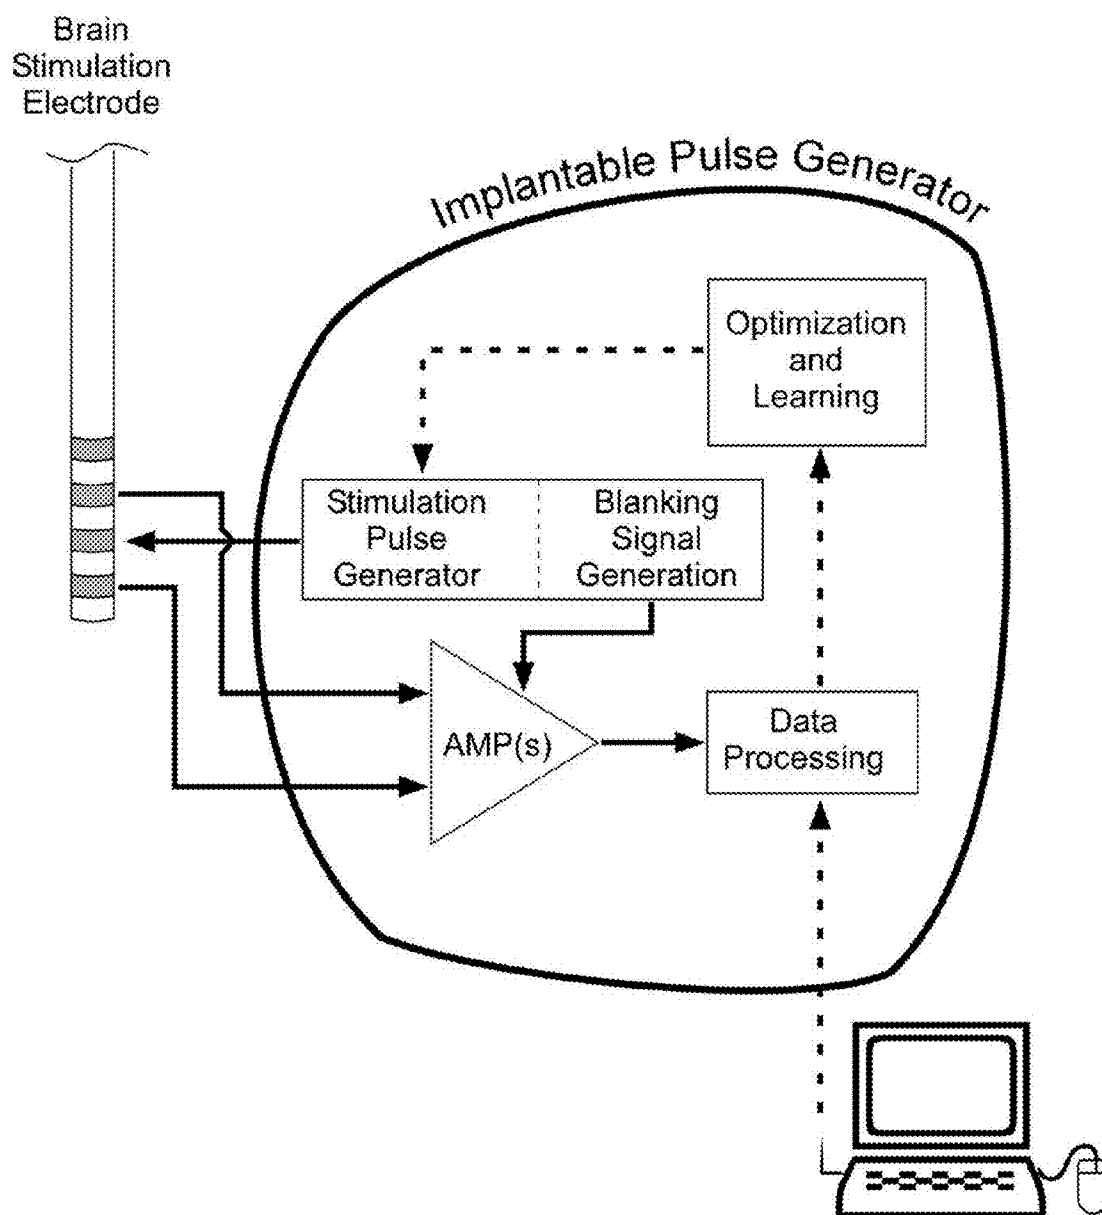 Brain
Stimulation
Electrode
Implantable Pulse Generator
Optimization
and
Learning
Stimulation
Pulse
Generator
Blanking
Signal
Generation
AMP(s)
Data
Processing